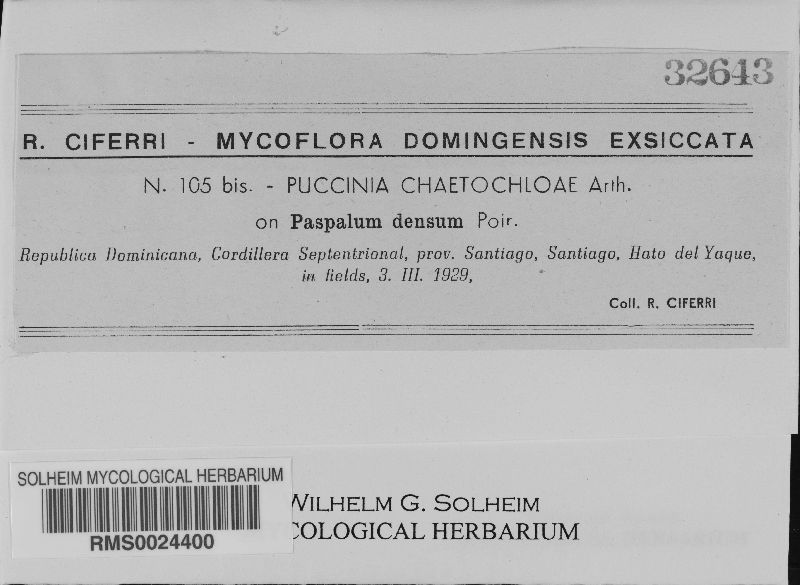 32643
R. CIFERRI - MYCOFLORA DOMINGENSIS EXSICCATA
N. 105 bis. - PUCCINIA CHAETOCHLOAE Arth.
on Paspalum densum Poir.
Republica Dominicana, Cordillera Septentrional, prov. Santiago, Santiago, Hato del Yaque,
in fields, 3. III. 1929,
Coll. R. CIFERRI
SOLHEIM MYCOLOGICAL HERBARIUM
RMS0024400
WILHELM G. SOLHEIM
COLOGICAL HERBARIUM